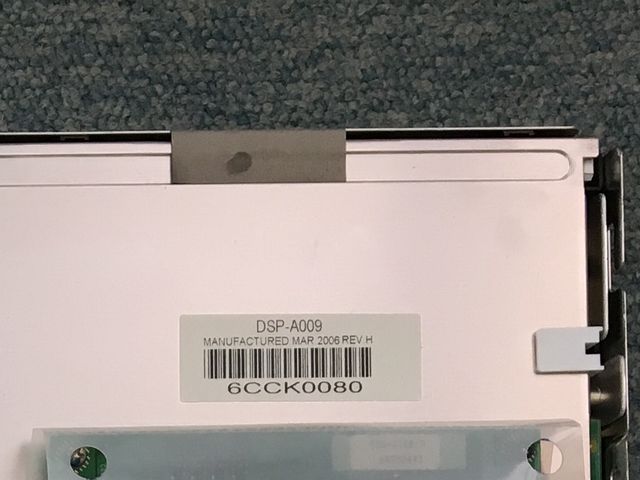 DSP-A009
MANUFACTURED MAR 2006 REV H
6CCK0080